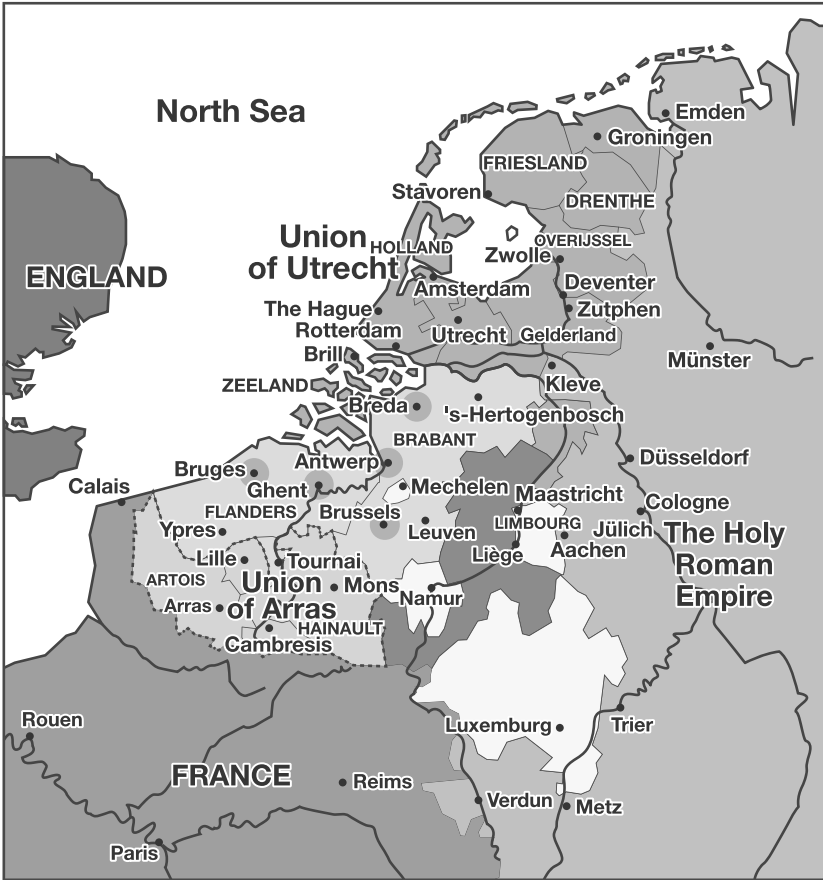 North Sea
Emden
Groningen
FRIESLAND
Stavoren
DRENTHE
Union
of Utrecht
HOLLAND
OVERIJSSEL
Zwolle
ENGLAND
Amsterdam
Deventer
Zutphen
The Hague
Rotterdam
Utrecht
Gelderland
Brill
Münster
ZEELAND
Kleve
Breda
's-Hertogenbosch
BRABANT
Bruges
Antwerp
Düsseldorf
Calais
Ghent
Mechelen
Maastricht
Cologne
FLANDERS
Brussels
LIMBOURG
Ypres
Leuven
Jülich
The Holy
Roman
Empire
Lille
Tournai
Liège
Aachen
ARTOIS
Union
of Arras
Mons
Namur
Arras
HAINAULT
Cambresis
Rouen
Luxemburg
Trier
FRANCE
Reims
Verdun
Metz
Paris